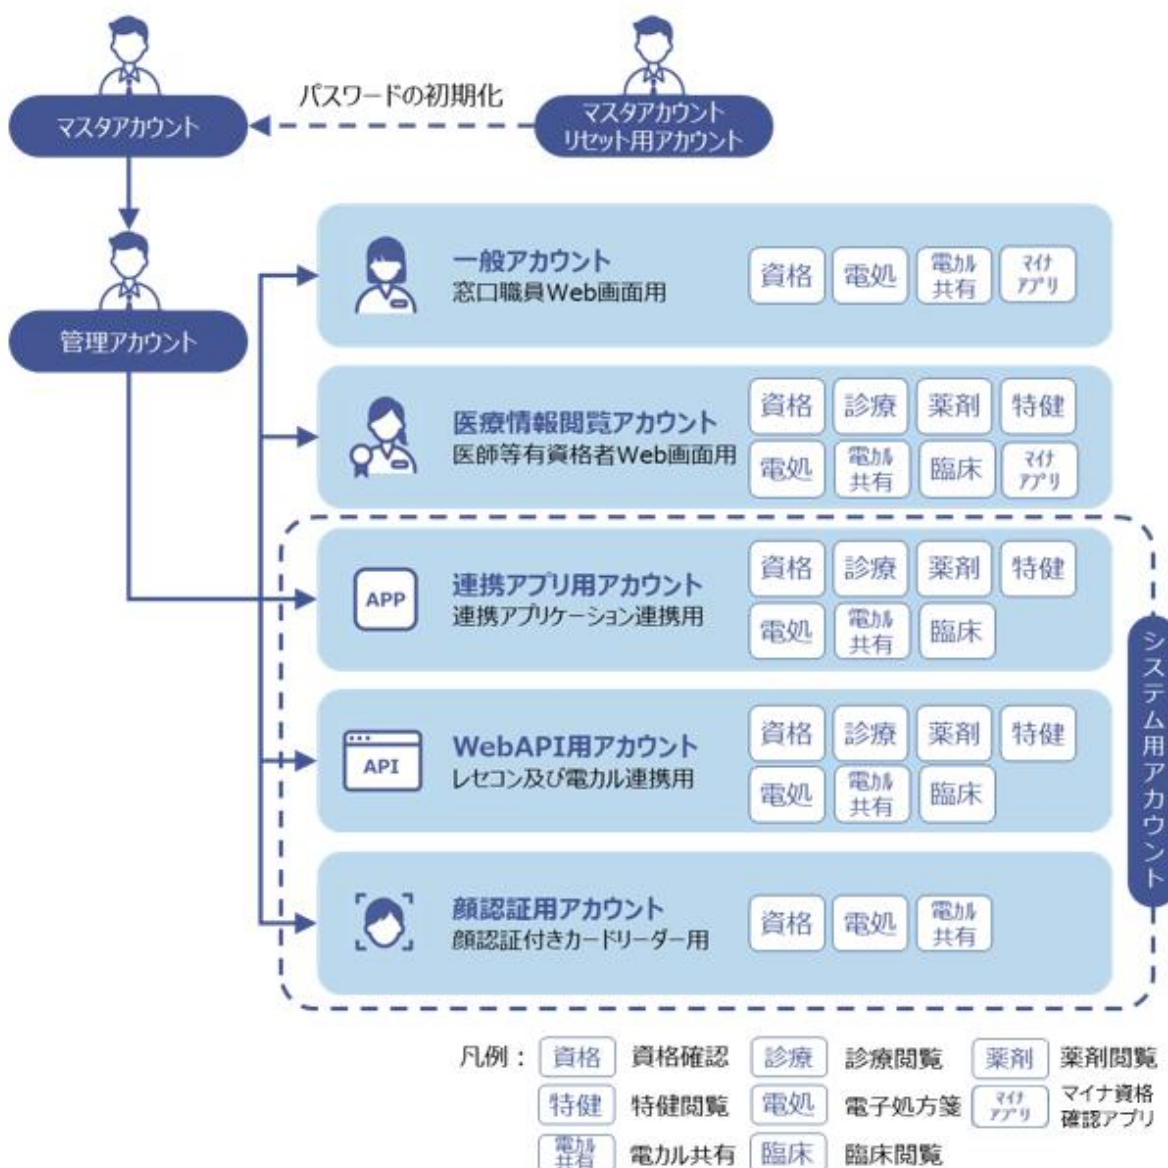 パスワードの初期化
マスタアカウント
マスタアカウント
リセット用アカウント
管理アカウント
一般アカウント
窓口職員Web画面用
資格 電処 電カル共有 マイナアプリ
医療情報閲覧アカウント
医師等有資格者Web画面用
資格 診療 薬剤 特健
電処 電カル共有 臨床 マイナアプリ
APP
連携アプリ用アカウント
連携アプリケーション連携用
資格 診療 薬剤 特健
電処 電カル共有 臨床
API
WebAPI用アカウント
レセコン及び電カル連携用
資格 診療 薬剤 特健
電処 電カル共有 臨床
顔認証用アカウント
顔認証付きカードリーダー用
資格 電処 電カル共有
システム用アカウント
凡例: 資格 資格確認 診療 診療閲覧 薬剤 薬剤閲覧
特健 特健閲覧 電処 電子処方箋 マイナアプリ マイナ資格確認アプリ
電カル共有 電カル共有 臨床 臨床閲覧